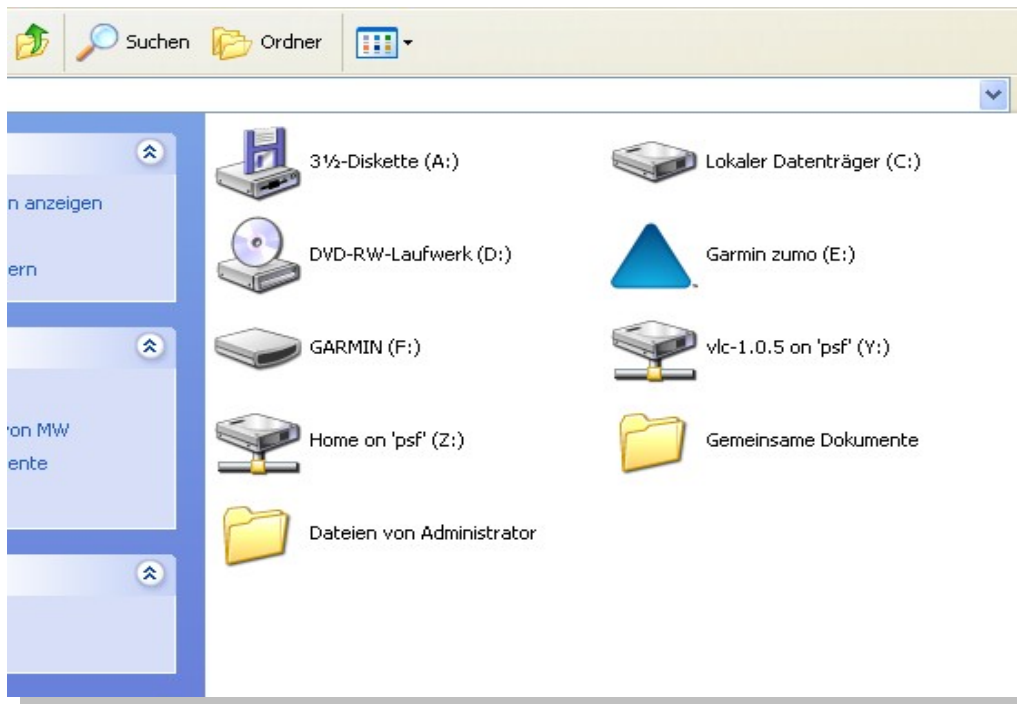 Suchen Ordner
3½-Diskette (A:) Lokaler Datenträger (C:)
n anzeigen
DVD-RW-Laufwerk (D:) Garmin zumo (E:)
ern
GARMIN (F:) vlc-1.0.5 on 'psf' (Y:)
von MW
Home on 'psf' (Z:) Gemeinsame Dokumente
ente
Dateien von Administrator